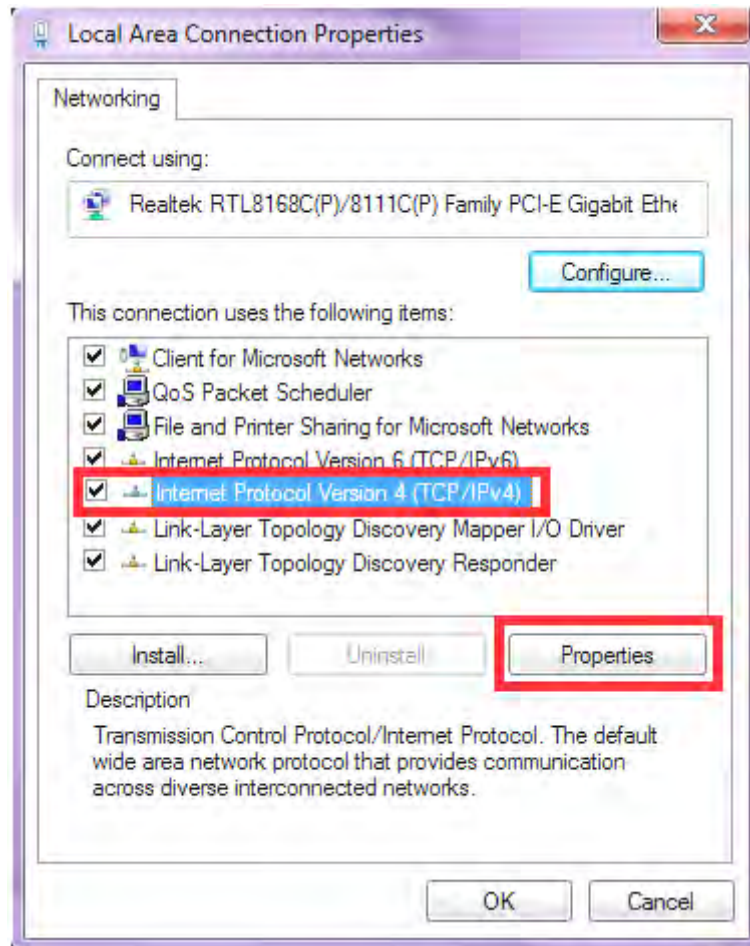 Local Area Connection Properties
Networking
Connect using:
Realtek RTL8168C(P)/8111C(P) Family PCI-E Gigabit Ethe
Configure...
This connection uses the following items:
Client for Microsoft Networks
QoS Packet Scheduler
File and Printer Sharing for Microsoft Networks
Internet Protocol Version 6 (TCP/IPv6)
Internet Protocol Version 4 (TCP/IPv4)
Link-Layer Topology Discovery Mapper I/O Driver
Link-Layer Topology Discovery Responder
Install... Uninstall Properties
Description
Transmission Control Protocol/Internet Protocol. The default
wide area network protocol that provides communication
across diverse interconnected networks.
OK Cancel